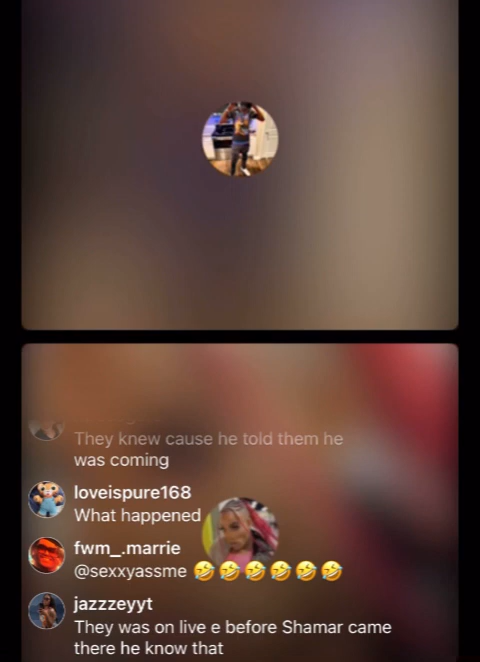 They knew cause he told them he
was coming
loveispure168
What happened
fwm_.marrie
@sexxyassme 🤣🤣🤣🤣🤣🤣
jazzzeyyt
They was on live e before Shamar came
there he know that